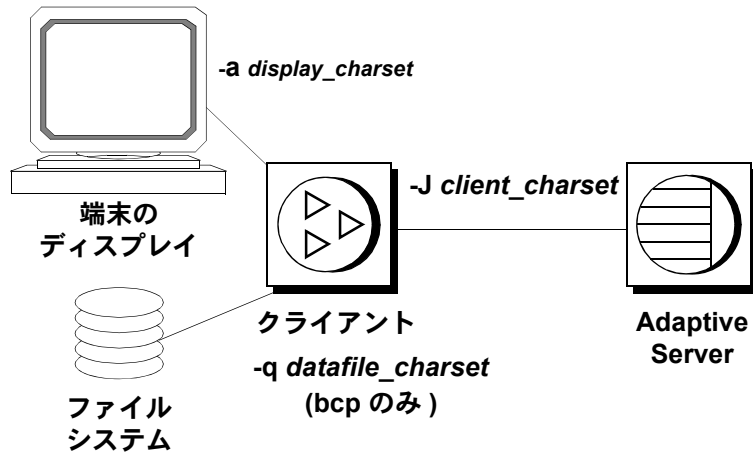 -a display_charset
-J client_charset
端末の
ディスプレイ
クライアント
-q datafile_charset
(bcp のみ )
Adaptive
Server
ファイル
システム